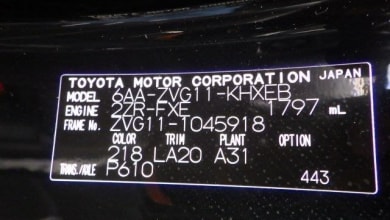 TOYOTA MOTOR CORPORATION JAPAN
MODEL 6AA-ZVG11-KHXEB
ENGINE 2ZR-FXE 1797 mL
FRAME No. ZVG11-1045918
COLOR TRIM PLANT OPTION
218 LA20 A31
TRANS./AXLE P610 443